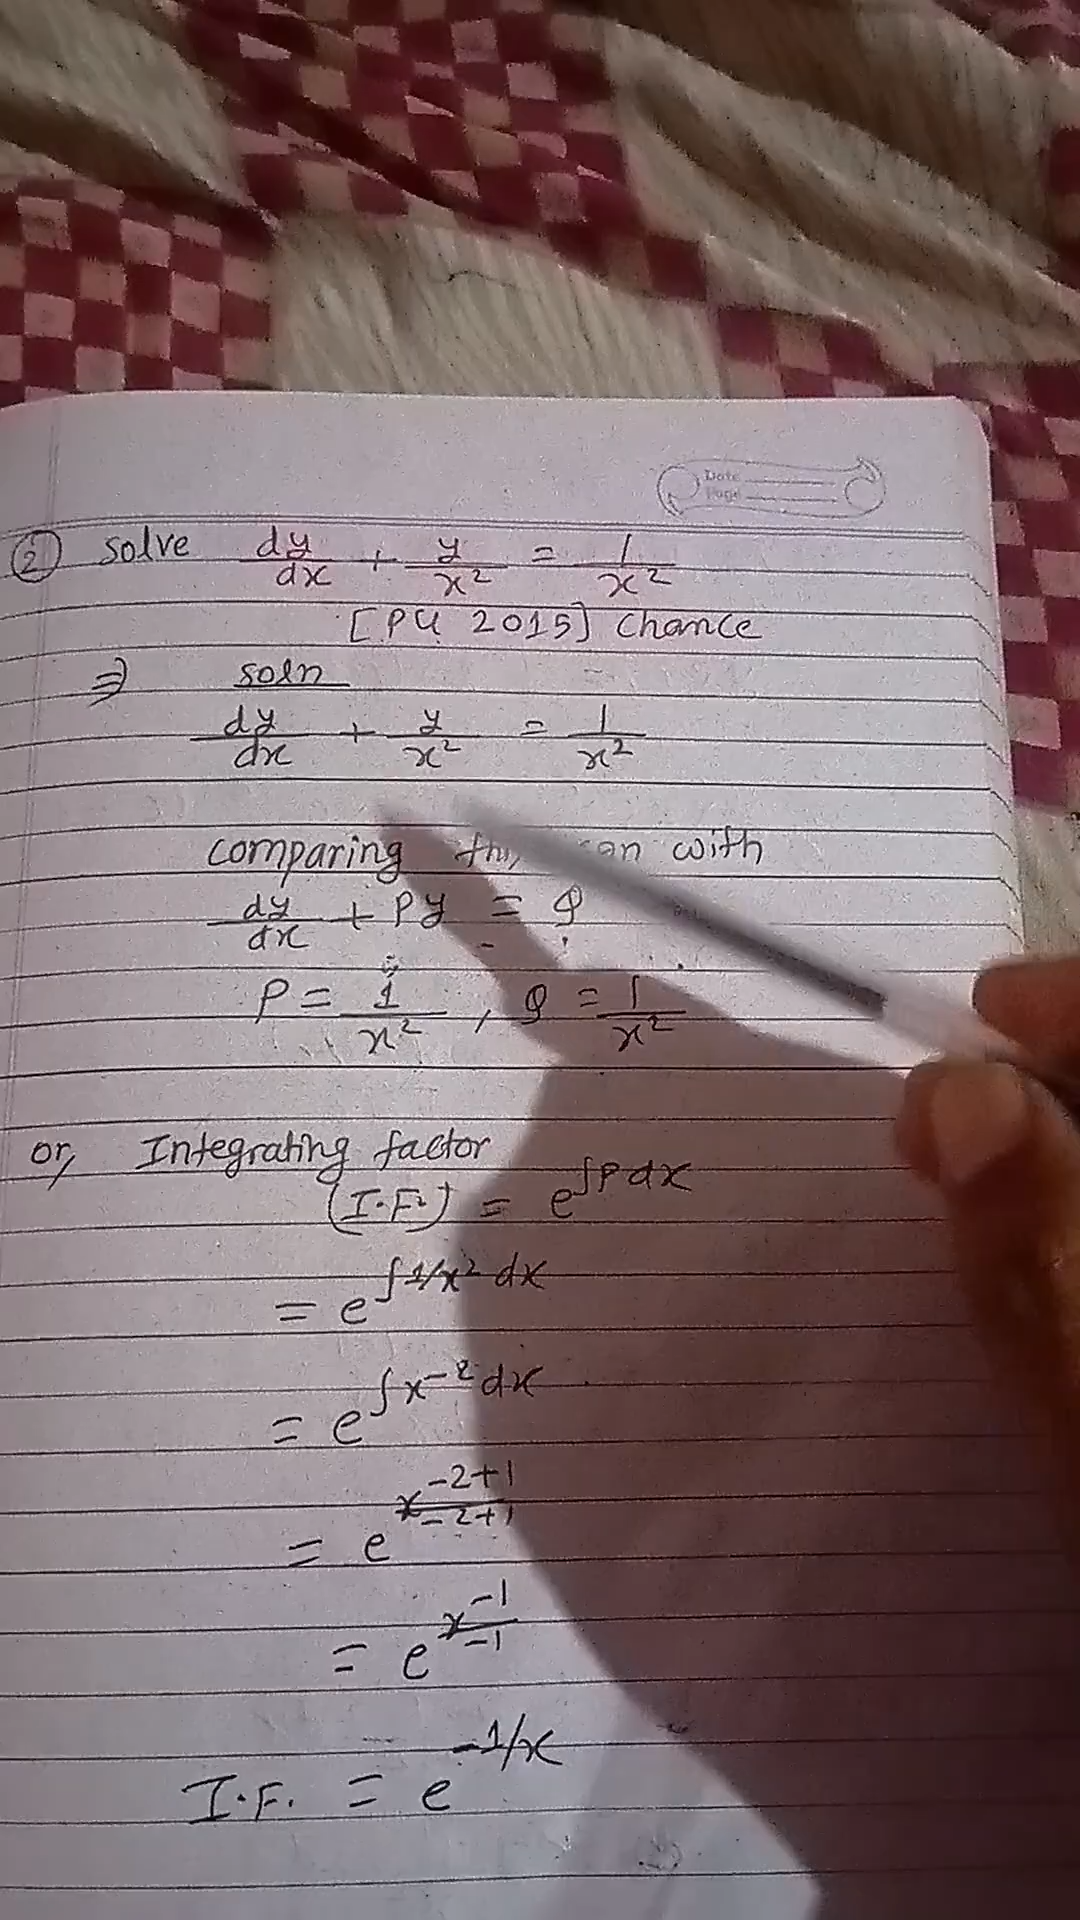 Date
Page
② solve dy/dx + y/x² = 1/x²
[PU 2015] Chance
⇒ soln
dy/dx + y/x² = 1/x²
comparing with
dy/dx + Py = Q
P = 1/x² , Q = 1/x²
or, Integrating factor
(I.F.) = e^∫P dx
= e^∫1/x² dx
= e^∫x⁻² dx
= e^x^-2+1/-2+1
= e^x^-1/-1
I.F. = e^-1/x